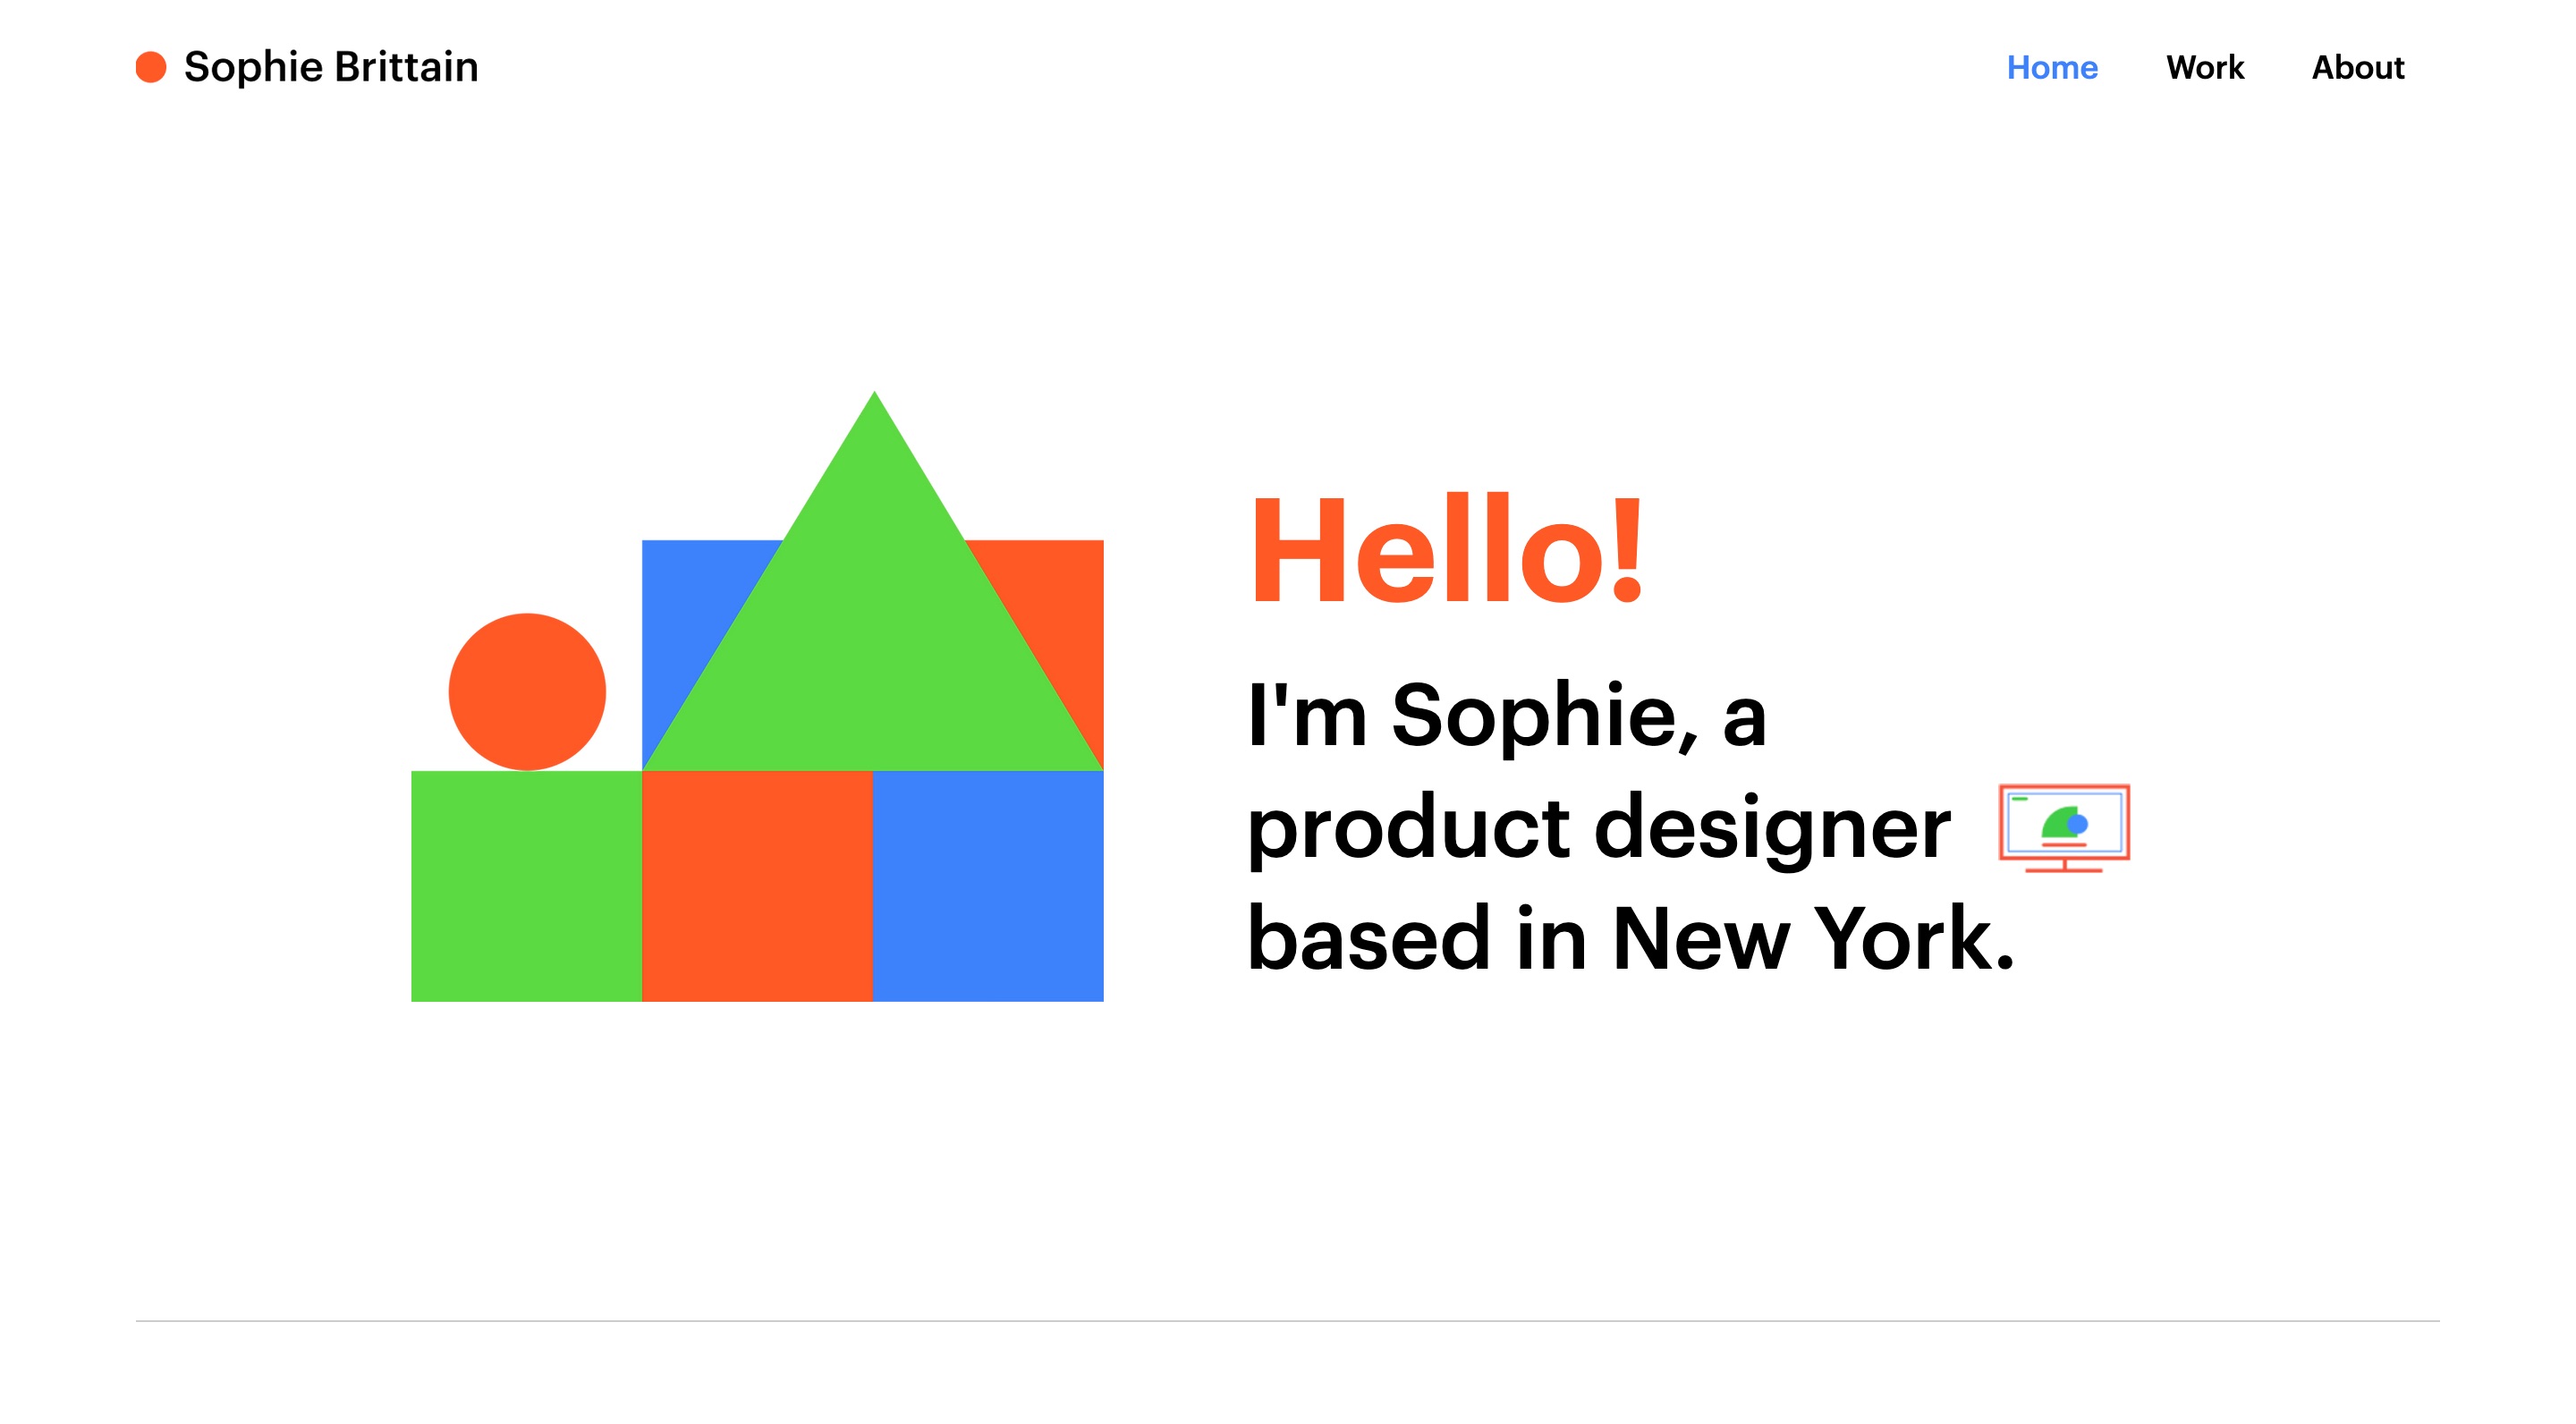 Sophie Brittain
Home Work About
Hello!
I'm Sophie, a
product designer
based in New York.